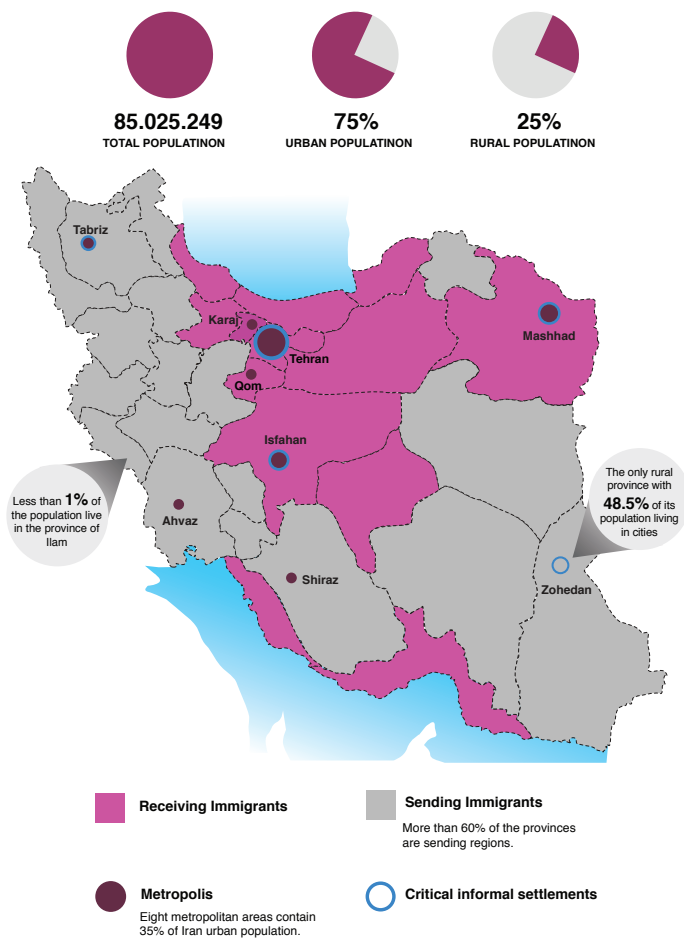 85.025.249
TOTAL POPULATINON
75%
URBAN POPULATINON
25%
RURAL POPULATINON
Tabriz
Karaj
Tehran
Mashhad
Qom
Isfahan
Less than 1% of
the population live
in the province of
Ilam
The only rural
province with
48.5% of its
population living
in cities
Ahvaz
Shiraz
Zohedan
Receiving Immigrants
Sending Immigrants
More than 60% of the provinces
are sending regions.
Metropolis
Eight metropolitan areas contain
35% of Iran urban population.
Critical informal settlements